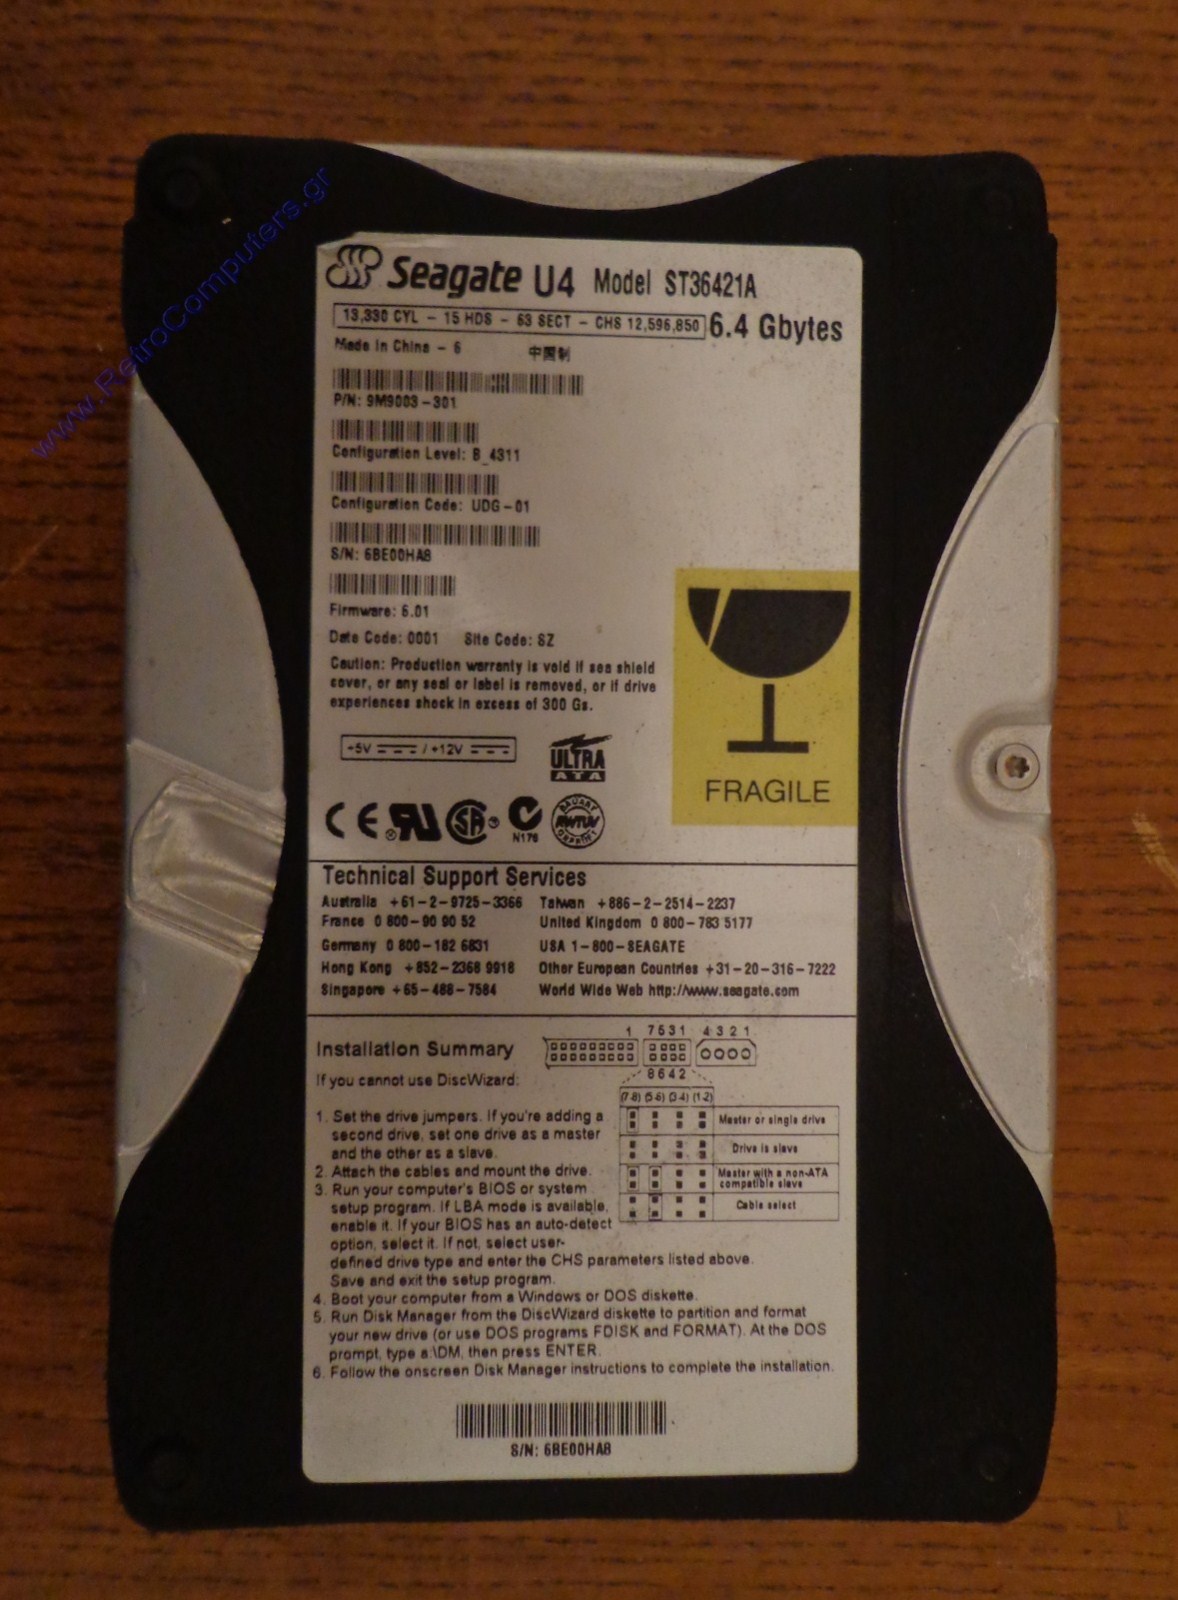 www.RetroComputers.gr
Seagate U4 Model ST36421A
13,330 CYL - 15 HDS - 63 SECT - CHS 12,596,850 6.4 Gbytes
Made in China - 6 中国制
P/N: 9M9003-301
Configuration Level: B_4311
Configuration Code: UDG-01
S/N: 6BE00HA8
Firmware: 6.01
Date Code: 0001 Site Code: SZ
Caution: Production warranty is void if sea shield
cover, or any seal or label is removed, or if drive
experiences shock in excess of 300 Gs.
+5V / +12V
ULTRA
ATA
CE
SA
N176
FRAGILE
Technical Support Services
Australia +61-2-9725-3366 Taiwan +886-2-2514-2237
France 0 800-90 90 52 United Kingdom 0 800-783 5177
Germany 0 800-182 6831 USA 1-800-SEAGATE
Hong Kong +852-2368 9918 Other European Countries +31-20-316-7222
Singapore +65-488-7584 World Wide Web http://www.seagate.com
1 7531 4321
Installation Summary
8642
If you cannot use DiscWizard:
(7-8) (5-6) (3-4) (1-2)
1. Set the drive jumpers. If you're adding a
second drive, set one drive as a master
and the other as a slave.
Master or single drive
Drive is slave
Master with a non-ATA
compatible slave
Cable select
2. Attach the cables and mount the drive.
3. Run your computer's BIOS or system
setup program. If LBA mode is available,
enable it. If your BIOS has an auto-detect
option, select it. If not, select user-
defined drive type and enter the CHS parameters listed above.
Save and exit the setup program.
4. Boot your computer from a Windows or DOS diskette.
5. Run Disk Manager from the DiscWizard diskette to partition and format
your new drive (or use DOS programs FDISK and FORMAT). At the DOS
prompt, type a:\DM, then press ENTER.
6. Follow the onscreen Disk Manager instructions to complete the installation.
S/N: 6BE00HA8